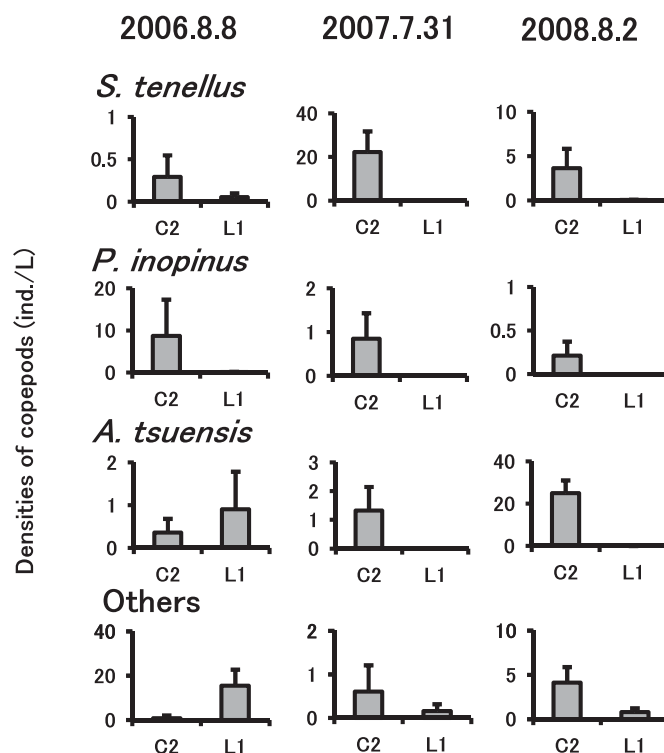 2006.8.8 2007.7.31 2008.8.2
Densities of copepods (ind./L)
S. tenellus
1 40 10
0.5 20 5
0 0 0
C2 L1 C2 L1 C2 L1
P. inopinus
20 2 1
10 1 0.5
0 0 0
C2 L1 C2 L1 C2 L1
A. tsuensis
2 3 40
1 2 20
0 1 0
0
C2 L1 C2 L1 C2 L1
Others
40 2 10
20 1 5
0 0 0
C2 L1 C2 L1 C2 L1